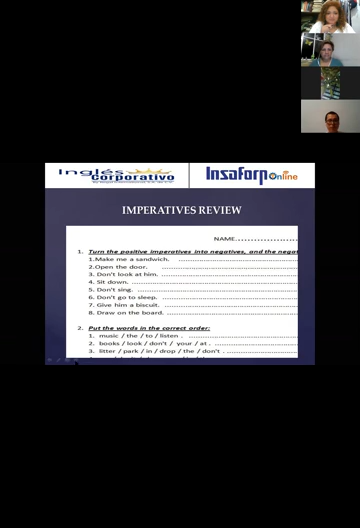 Inglés
Corporativo
Insaforp Online
IMPERATIVES REVIEW
NAME:....................
1. Turn the positive imperatives into negatives, and the negat
1.Make me a sandwich. ................................
2.Open the door. ................................
3. Don't look at him. ................................
4. Sit down. ................................
5. Don't sing. ................................
6. Don't go to sleep. ................................
7. Give him a biscuit. ................................
8. Draw on the board. ................................
2. Put the words in the correct order:
1. music / the / to / listen . ................................
2. books / look / don't / your / at . ................................
3. litter / park / in / drop / the / don't . ................................